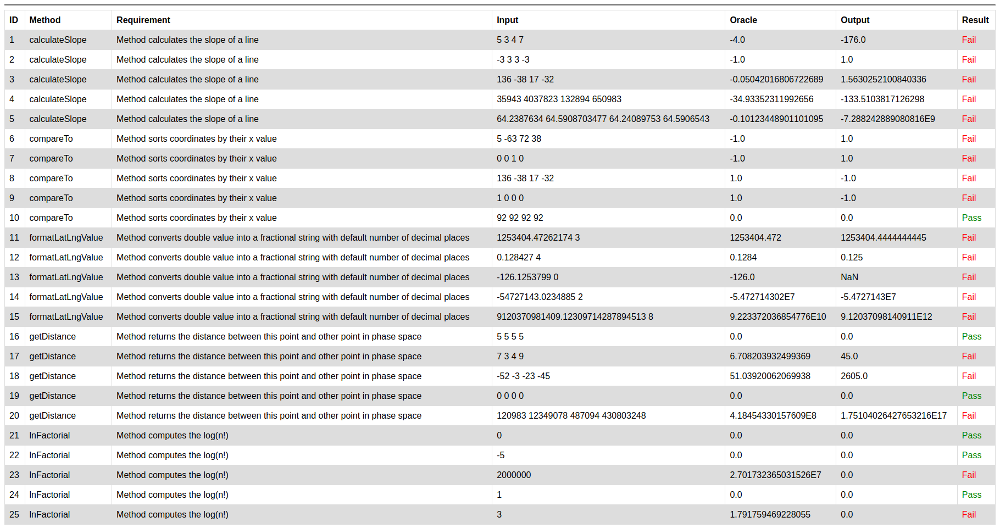 ID Method Requirement Input Oracle Output Result
1 calculateSlope Method calculates the slope of a line 5 3 4 7 -4.0 -176.0 Fail
2 calculateSlope Method calculates the slope of a line -3 3 3 -3 -1.0 1.0 Fail
3 calculateSlope Method calculates the slope of a line 136 -38 17 -32 -0.05042016806722689 1.5630252100840336 Fail
4 calculateSlope Method calculates the slope of a line 35943 4037823 132894 650983 -34.93352311992656 -133.5103817126298 Fail
5 calculateSlope Method calculates the slope of a line 64.2387634 64.5908703477 64.24089753 64.5906543 -0.10123448901101095 -7.288242889080816E9 Fail
6 compareTo Method sorts coordinates by their x value 5 -63 72 38 -1.0 1.0 Fail
7 compareTo Method sorts coordinates by their x value 0 0 1 0 -1.0 1.0 Fail
8 compareTo Method sorts coordinates by their x value 136 -38 17 -32 1.0 -1.0 Fail
9 compareTo Method sorts coordinates by their x value 1 0 0 0 1.0 -1.0 Fail
10 compareTo Method sorts coordinates by their x value 92 92 92 92 0.0 0.0 Pass
11 formatLatLngValue Method converts double value into a fractional string with default number of decimal places 1253404.47262174 3 1253404.472 1253404.4444444445 Fail
12 formatLatLngValue Method converts double value into a fractional string with default number of decimal places 0.128427 4 0.1284 0.125 Fail
13 formatLatLngValue Method converts double value into a fractional string with default number of decimal places -126.1253799 0 -126.0 NaN Fail
14 formatLatLngValue Method converts double value into a fractional string with default number of decimal places -54727143.0234885 2 -5.472714302E7 -5.4727143E7 Fail
15 formatLatLngValue Method converts double value into a fractional string with default number of decimal places 9120370981409.12309714287894513 8 9.223372036854776E10 9.12037098140911E12 Fail
16 getDistance Method returns the distance between this point and other point in phase space 5 5 5 5 0.0 0.0 Pass
17 getDistance Method returns the distance between this point and other point in phase space 7 3 4 9 6.708203932499369 45.0 Fail
18 getDistance Method returns the distance between this point and other point in phase space -52 -3 -23 -45 51.03920062069938 2605.0 Fail
19 getDistance Method returns the distance between this point and other point in phase space 0 0 0 0 0.0 0.0 Pass
20 getDistance Method returns the distance between this point and other point in phase space 120983 12349078 487094 430803248 4.18454330157609E8 1.75104026427653216E17 Fail
21 lnFactorial Method computes the log(n!) 0 0.0 0.0 Pass
22 lnFactorial Method computes the log(n!) -5 0.0 0.0 Pass
23 lnFactorial Method computes the log(n!) 2000000 2.701732365031526E7 0.0 Fail
24 lnFactorial Method computes the log(n!) 1 0.0 0.0 Pass
25 lnFactorial Method computes the log(n!) 3 1.791759469228055 0.0 Fail